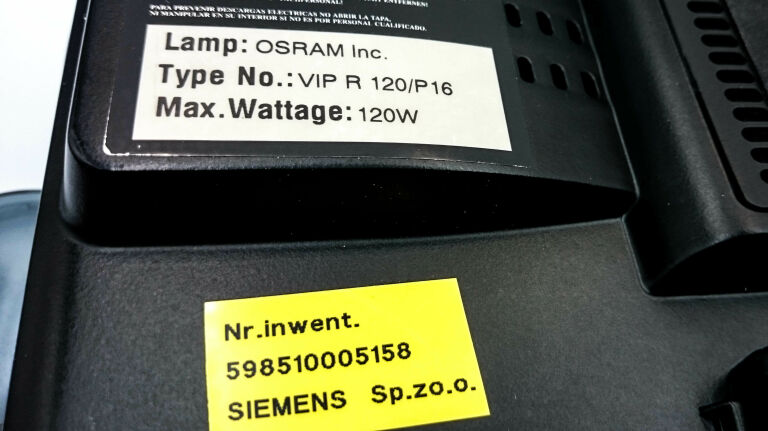 PARA PREVENIR DESCARGAS ELECTRICAS NO ABRIR LA TAPA,
NI MANIPULAR EN SU INTERIOR SI NO ES POR PERSONAL CUALIFICADO.
Lamp: OSRAM Inc.
Type No.: VIP R 120/P16
Max.Wattage: 120W
Nr.inwent.
598510005158
SIEMENS Sp.zo.o.